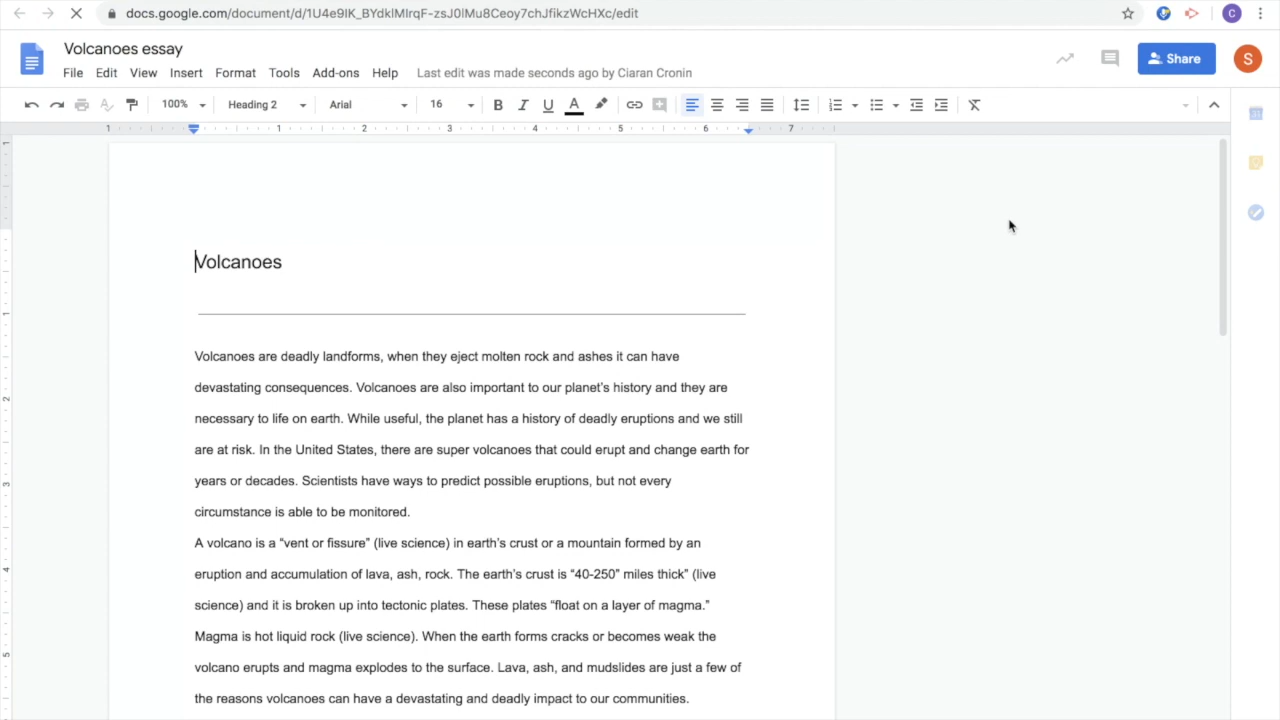 docs.google.com/document/d/1U4e9IK_BYdklMIrqF-zsJ0lMu8Ceoy7chJfikzWcHXc/edit
C
Volcanoes essay
File Edit View Insert Format Tools Add-ons Help Last edit was made seconds ago by Ciaran Cronin
Share
S
100% Heading 2 Arial 16 B I U A
1 1 2 3 4 5 6 7
Volcanoes
Volcanoes are deadly landforms, when they eject molten rock and ashes it can have
devastating consequences. Volcanoes are also important to our planet’s history and they are
necessary to life on earth. While useful, the planet has a history of deadly eruptions and we still
are at risk. In the United States, there are super volcanoes that could erupt and change earth for
years or decades. Scientists have ways to predict possible eruptions, but not every
circumstance is able to be monitored.
A volcano is a “vent or fissure” (live science) in earth’s crust or a mountain formed by an
eruption and accumulation of lava, ash, rock. The earth’s crust is “40-250” miles thick” (live
science) and it is broken up into tectonic plates. These plates “float on a layer of magma.”
Magma is hot liquid rock (live science). When the earth forms cracks or becomes weak the
volcano erupts and magma explodes to the surface. Lava, ash, and mudslides are just a few of
the reasons volcanoes can have a devastating and deadly impact to our communities.